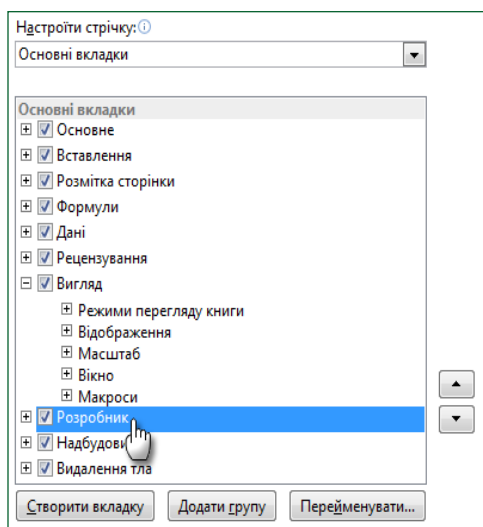 Настроїти стрічку:
Основні вкладки
Основні вкладки
Основне
Вставлення
Розмітка сторінки
Формули
Дані
Рецензування
Вигляд
Режими перегляду книги
Відображення
Масштаб
Вікно
Макроси
Розробник
Надбудови
Видалення тла
Створити вкладку Додати групу Перейменувати...